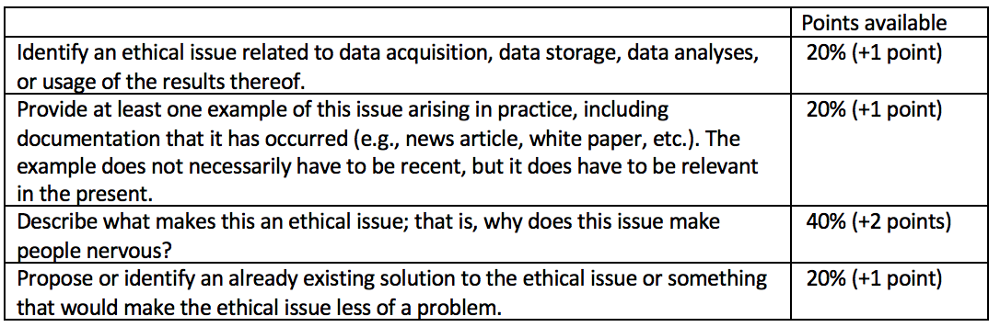 Points available
Identify an ethical issue related to data acquisition, data storage, data analyses,
or usage of the results thereof.
20% (+1 point)
Provide at least one example of this issue arising in practice, including
documentation that it has occurred (e.g., news article, white paper, etc.). The
example does not necessarily have to be recent, but it does have to be relevant
in the present.
20% (+1 point)
Describe what makes this an ethical issue; that is, why does this issue make
people nervous?
40% (+2 points)
Propose or identify an already existing solution to the ethical issue or something
that would make the ethical issue less of a problem.
20% (+1 point)